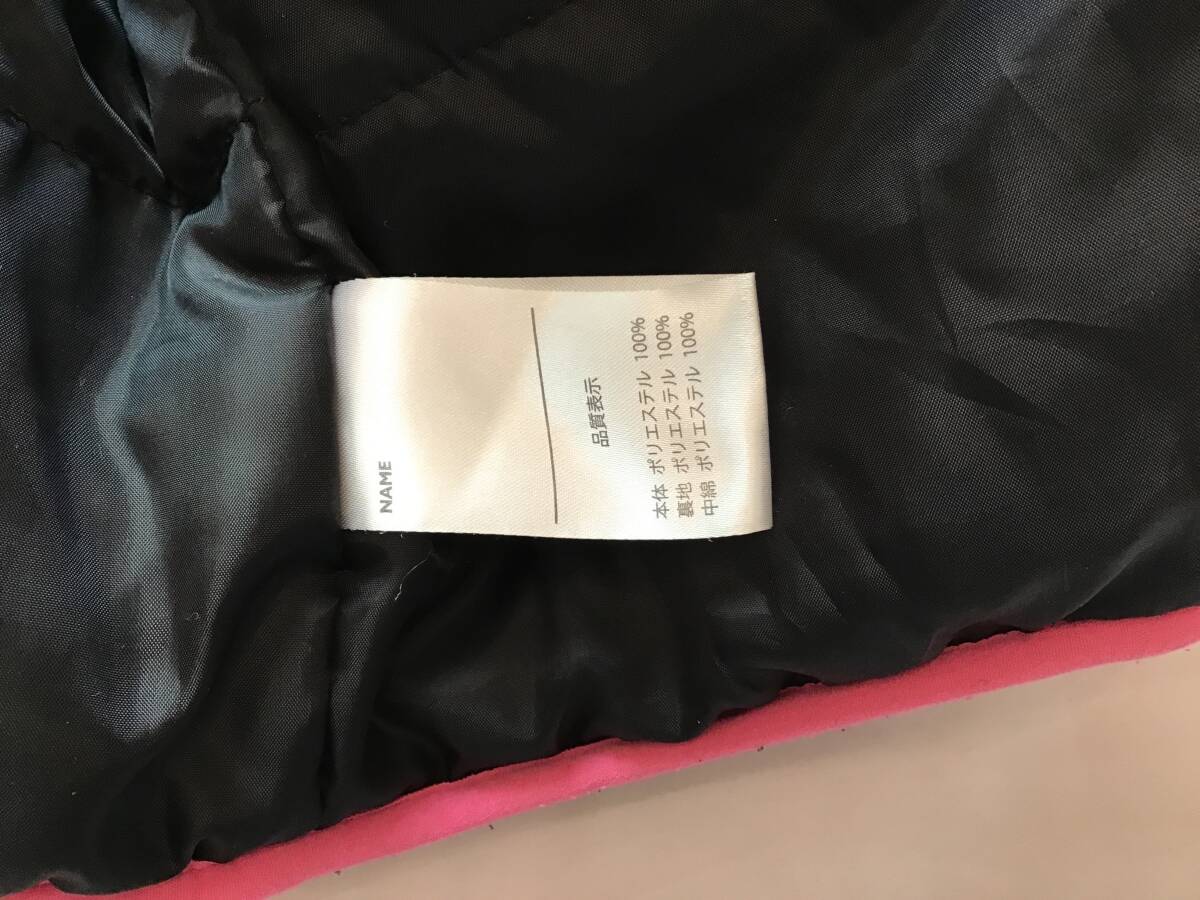 NAME
品質表示
本体 ポリエステル 100%
裏地 ポリエステル 100%
中綿 ポリエステル 100%